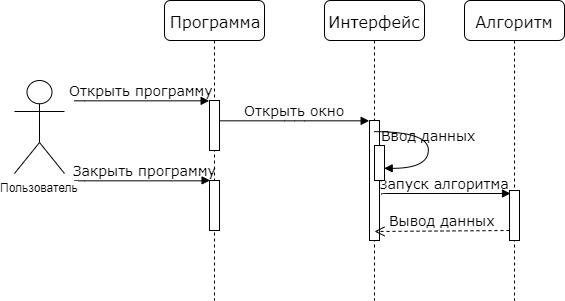 Программа
Интерфейс
Алгоритм
Открыть программу
Открыть окно
Ввод данных
Закрыть программу
Пользователь
Запуск алгоритма
Вывод данных